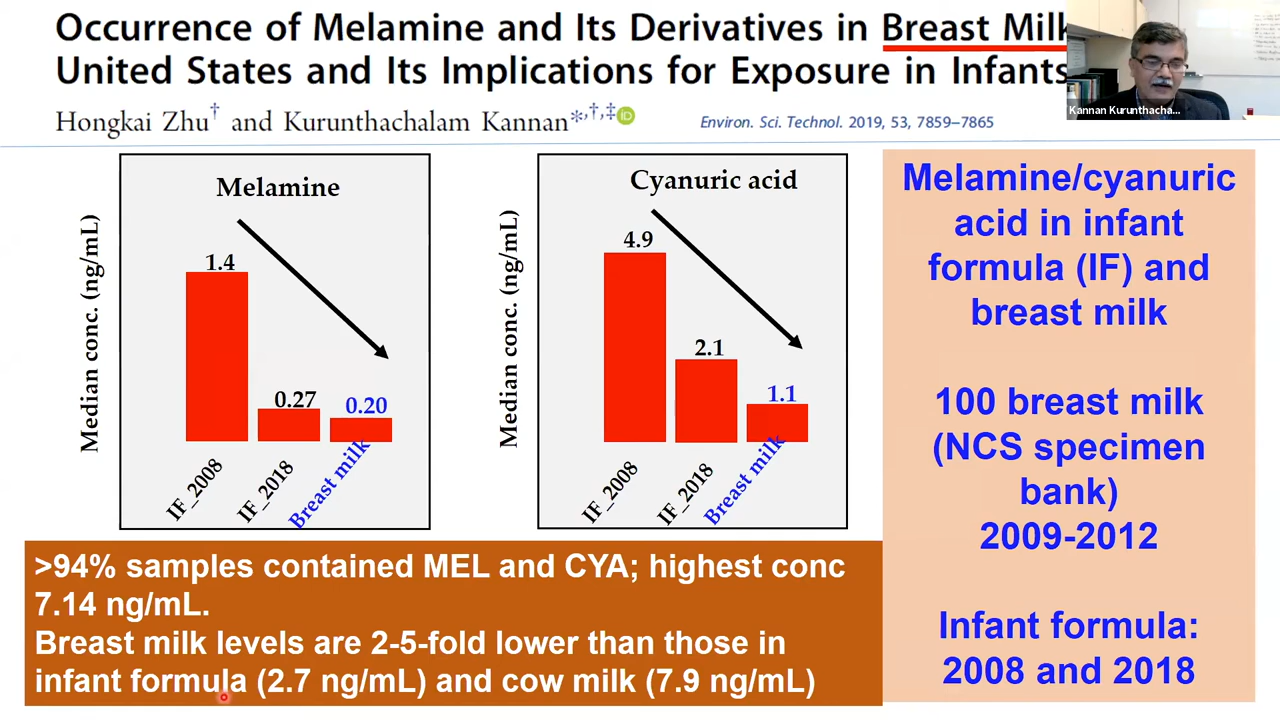 Occurrence of Melamine and Its Derivatives in Breast Milk
United States and Its Implications for Exposure in Infants
Hongkai Zhu† and Kurunthachalam Kannan*,†,‡ iD
Environ. Sci. Technol. 2019, 53, 7859−7865
Kannan Kurunthacha...
Melamine
Median conc. (ng/mL)
1.4
0.27
0.20
IF_2008
IF_2018
Breast milk
Cyanuric acid
Median conc. (ng/mL)
4.9
2.1
1.1
IF_2008
IF_2018
Breast milk
Melamine/cyanuric
acid in infant
formula (IF) and
breast milk
100 breast milk
(NCS specimen
bank)
2009-2012
Infant formula:
2008 and 2018
>94% samples contained MEL and CYA; highest conc
7.14 ng/mL.
Breast milk levels are 2-5-fold lower than those in
infant formula (2.7 ng/mL) and cow milk (7.9 ng/mL)